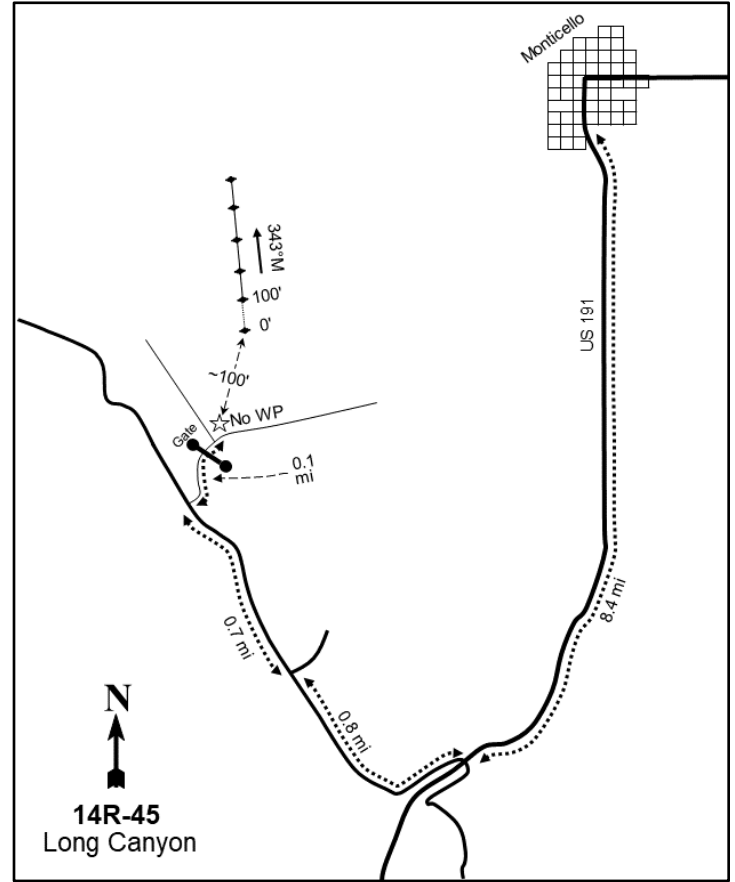 Monticello
343°M
100'
0'
US 191
~100'
No WP
Gate
0.1
mi
8.4 mi
0.7 mi
0.8 mi
N
14R-45
Long Canyon